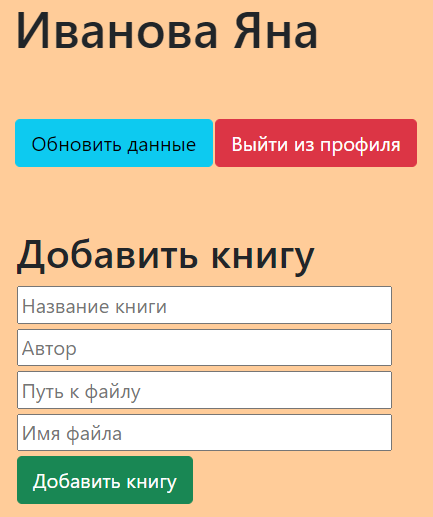 Иванова Яна
Обновить данные Выйти из профиля
Добавить книгу
Название книги
Автор
Путь к файлу
Имя файла
Добавить книгу